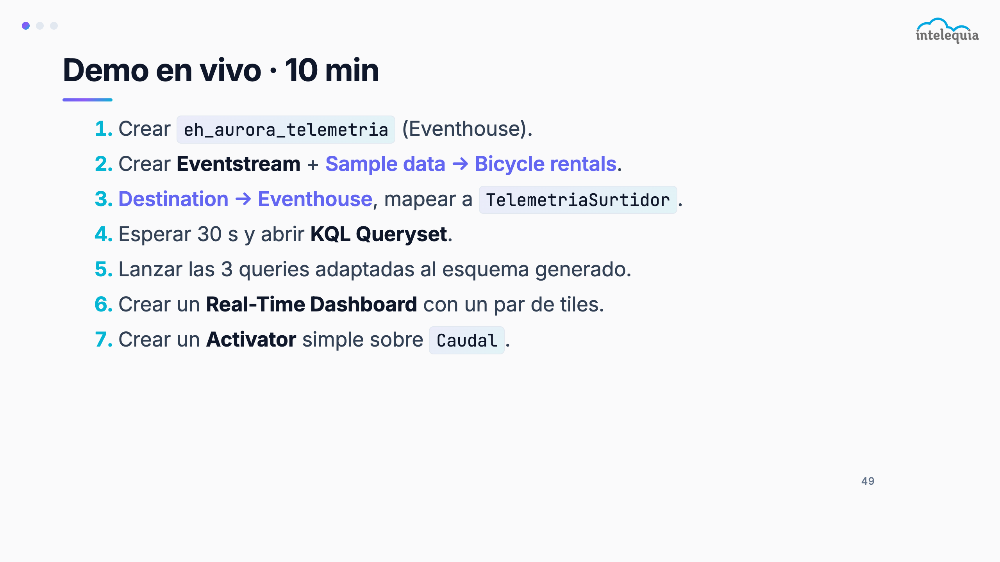 intelequia
Demo en vivo · 10 min
1. Crear eh_aurora_telemetria (Eventhouse).
2. Crear Eventstream + Sample data → Bicycle rentals.
3. Destination → Eventhouse, mapear a TelemetriaSurtidor.
4. Esperar 30 s y abrir KQL Queryset.
5. Lanzar las 3 queries adaptadas al esquema generado.
6. Crear un Real-Time Dashboard con un par de tiles.
7. Crear un Activator simple sobre Caudal.
49